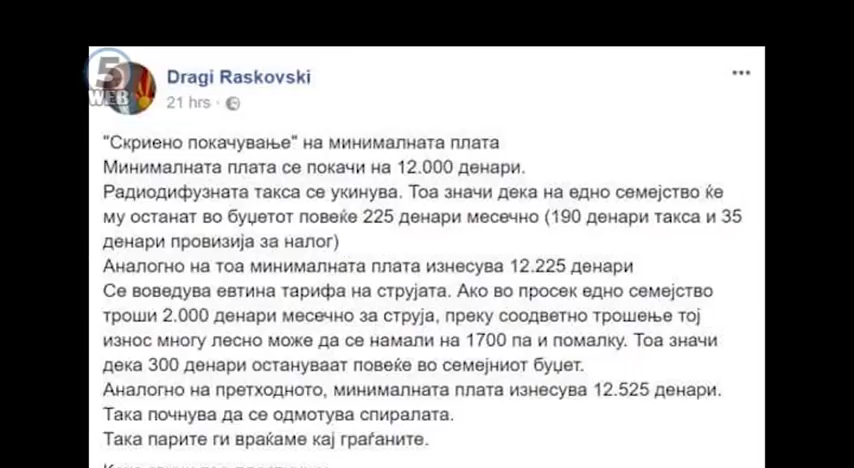 5
WEB
Dragi Raskovski
21 hrs ·
"Скриено покачување" на минималната плата
Минималната плата се покачи на 12.000 денари.
Радиодифузната такса се укинува. Тоа значи дека на едно семејство ќе
му останат во буџетот повеќе 225 денари месечно (190 денари такса и 35
денари провизија за налог)
Аналогно на тоа минималната плата изнесува 12.225 денари
Се воведува евтина тарифа на струјата. Ако во просек едно семејство
троши 2.000 денари месечно за струја, преку соодветно трошење тој
износ многу лесно може да се намали на 1700 па и помалку. Тоа значи
дека 300 денари остануваат повеќе во семејниот буџет.
Аналогно на претходното, минималната плата изнесува 12.525 денари.
Така почнува да се одмотува спиралата.
Така парите ги враќаме кај граѓаните.